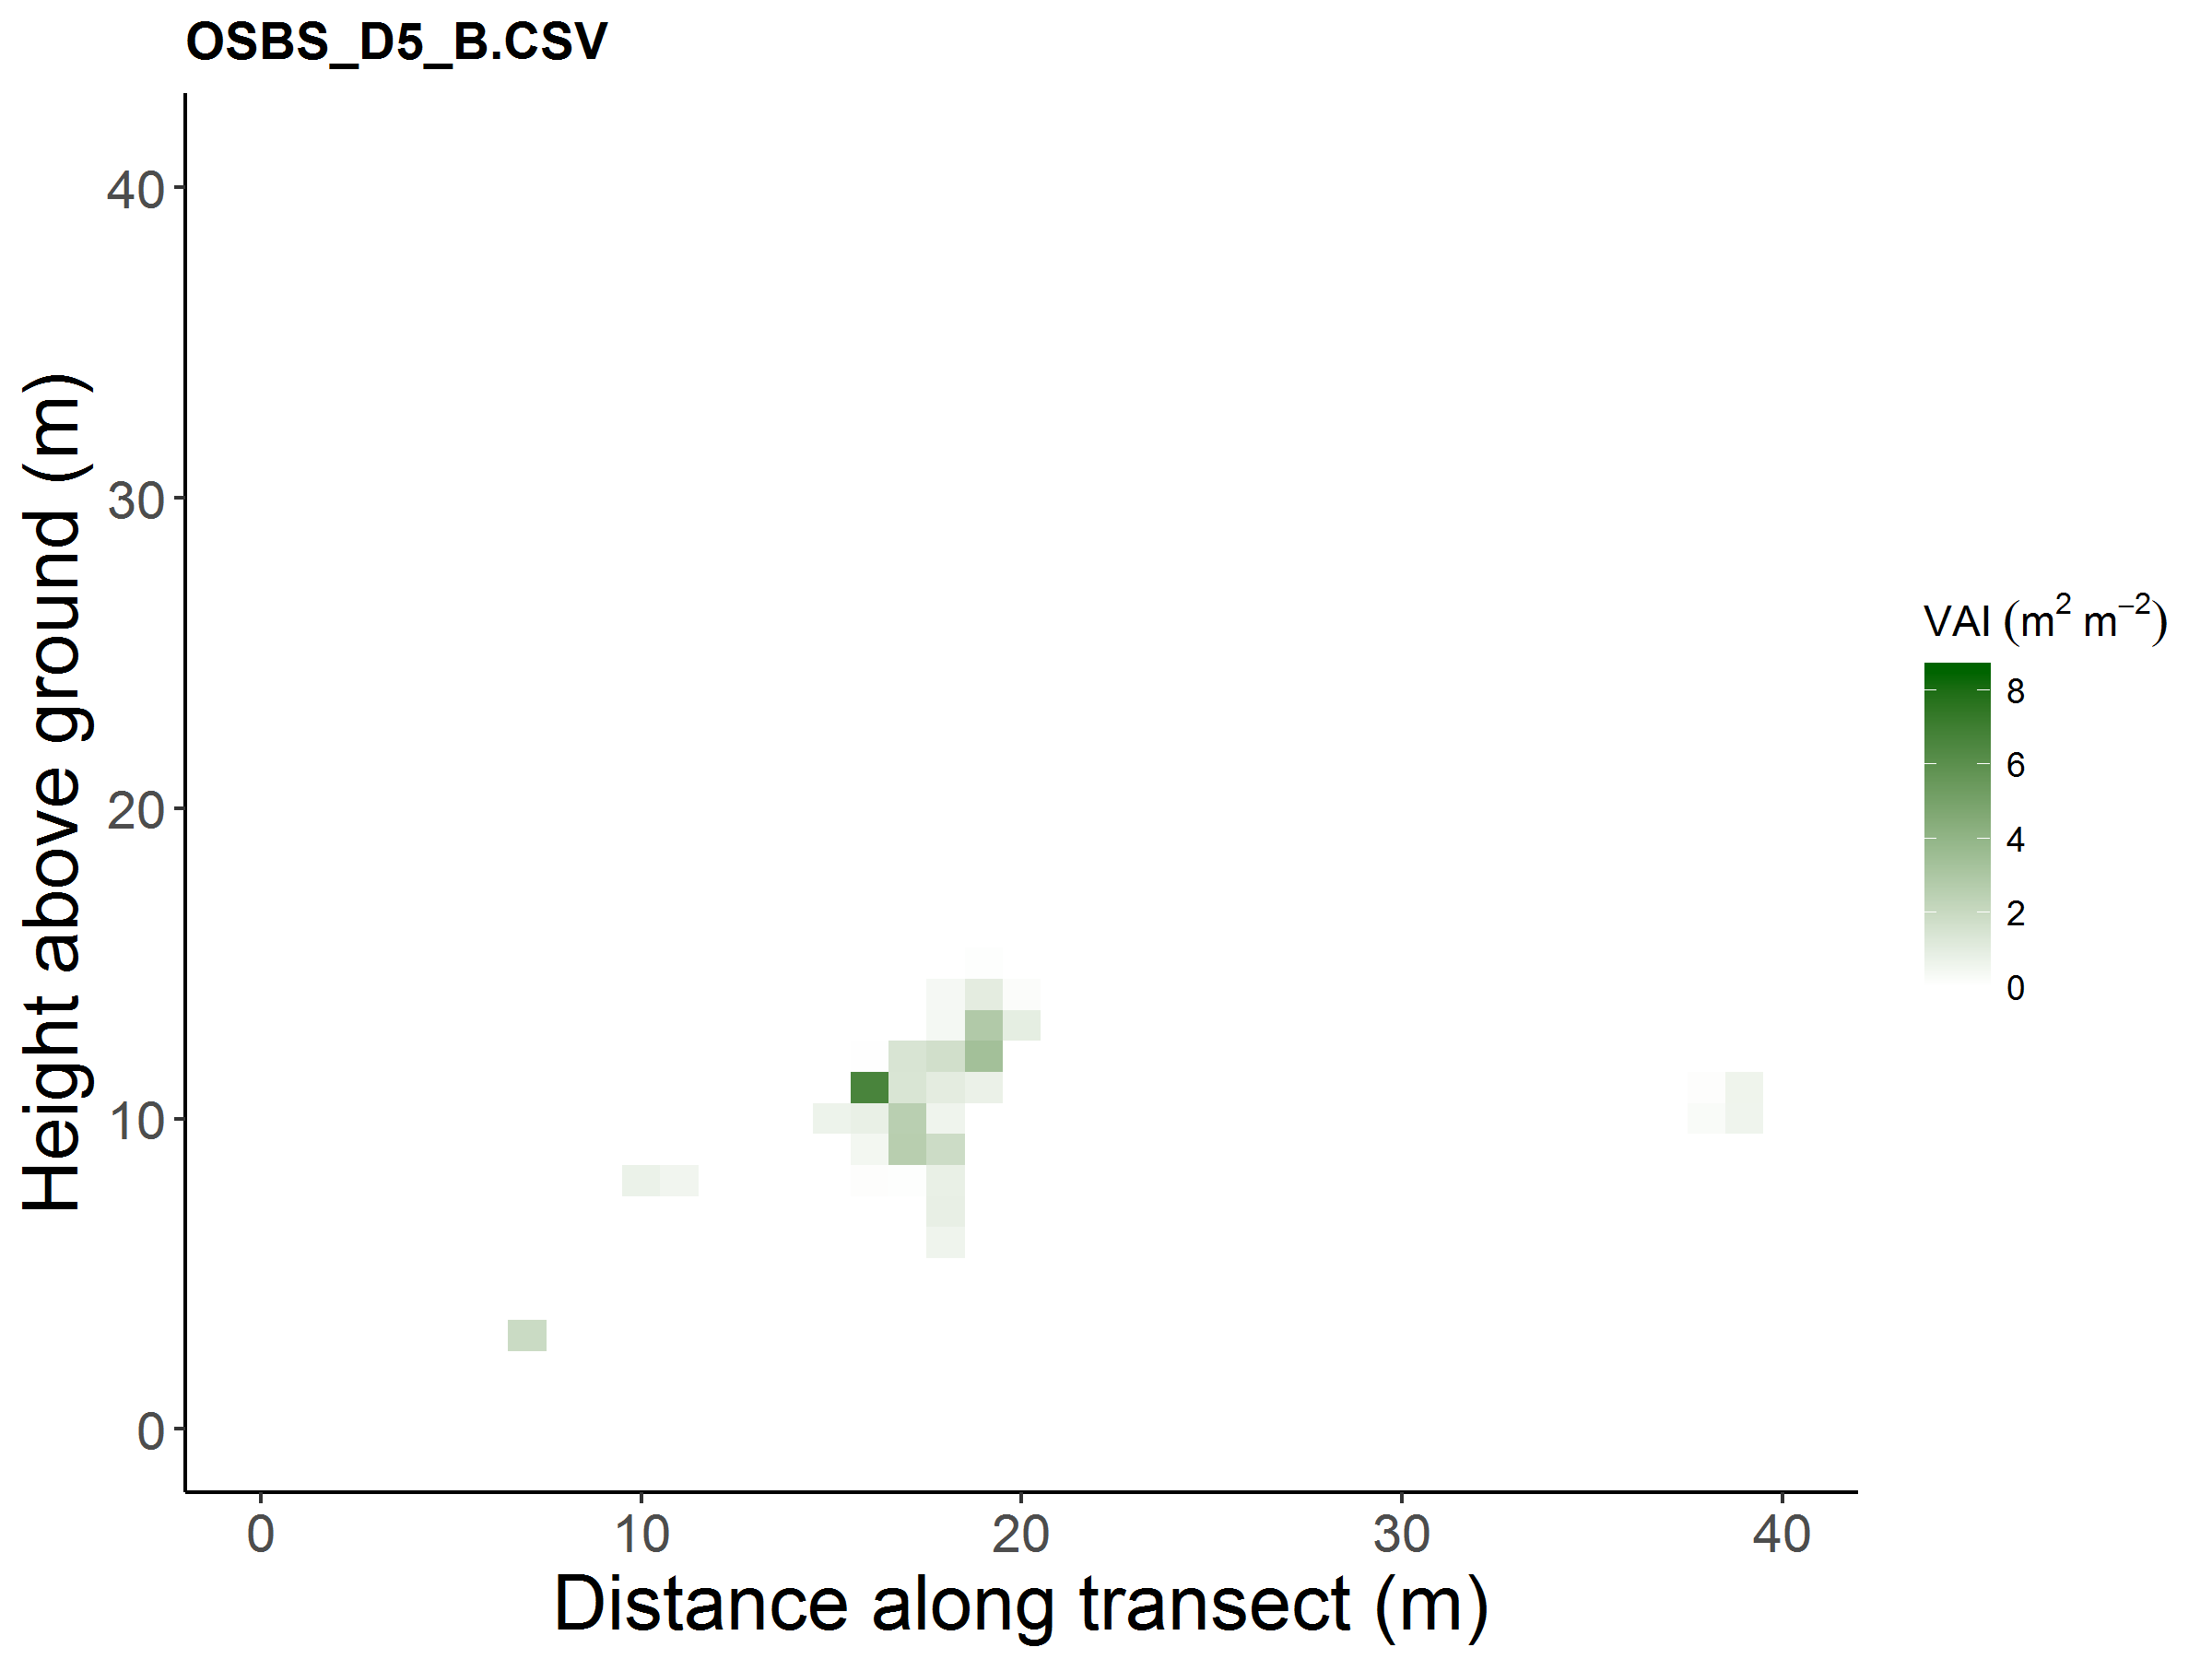 OSBS_D5_B.CSV
Height above ground (m)
40
30
20
10
0
0 10 20 30 40
Distance along transect (m)
VAI (m² m⁻²)
8
6
4
2
0